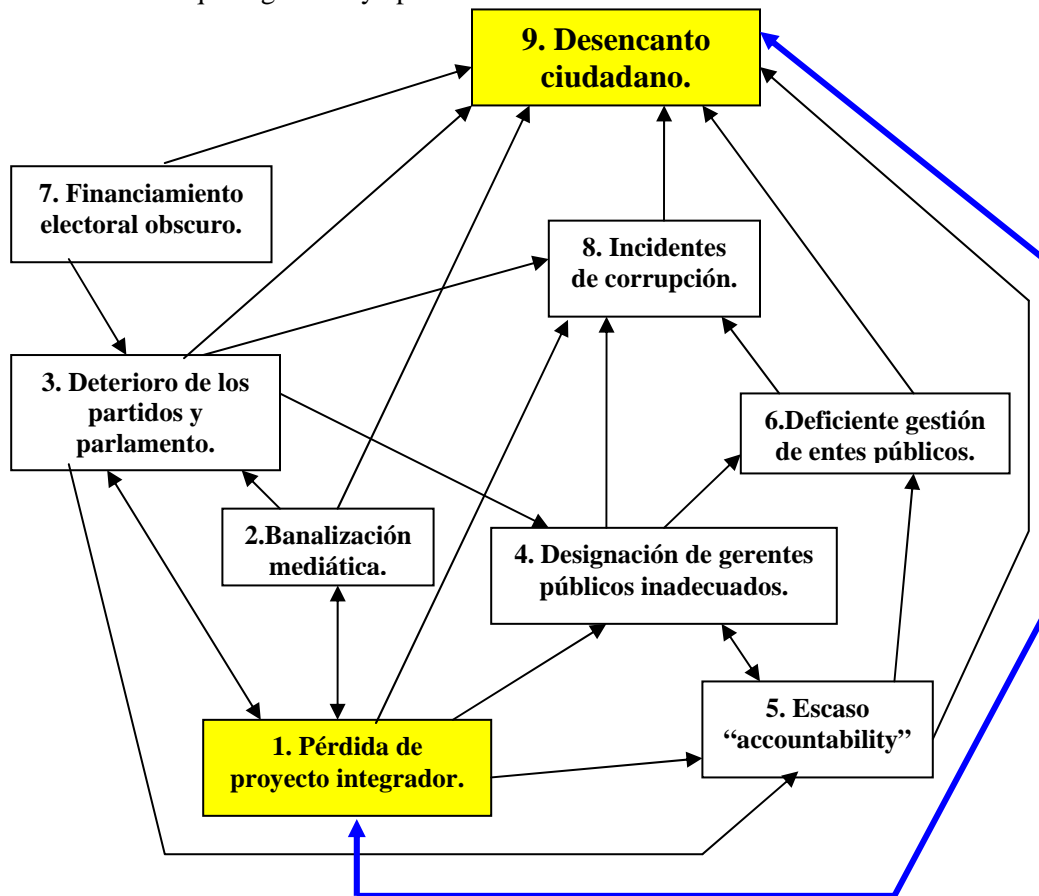 9. Desencanto
ciudadano.
7. Financiamiento
electoral obscuro.
8. Incidentes
de corrupción.
3. Deterioro de los
partidos y
parlamento.
6.Deficiente gestión
de entes públicos.
2.Banalización
mediática.
4. Designación de gerentes
públicos inadecuados.
5. Escaso
“accountability”
1. Pérdida de
proyecto integrador.